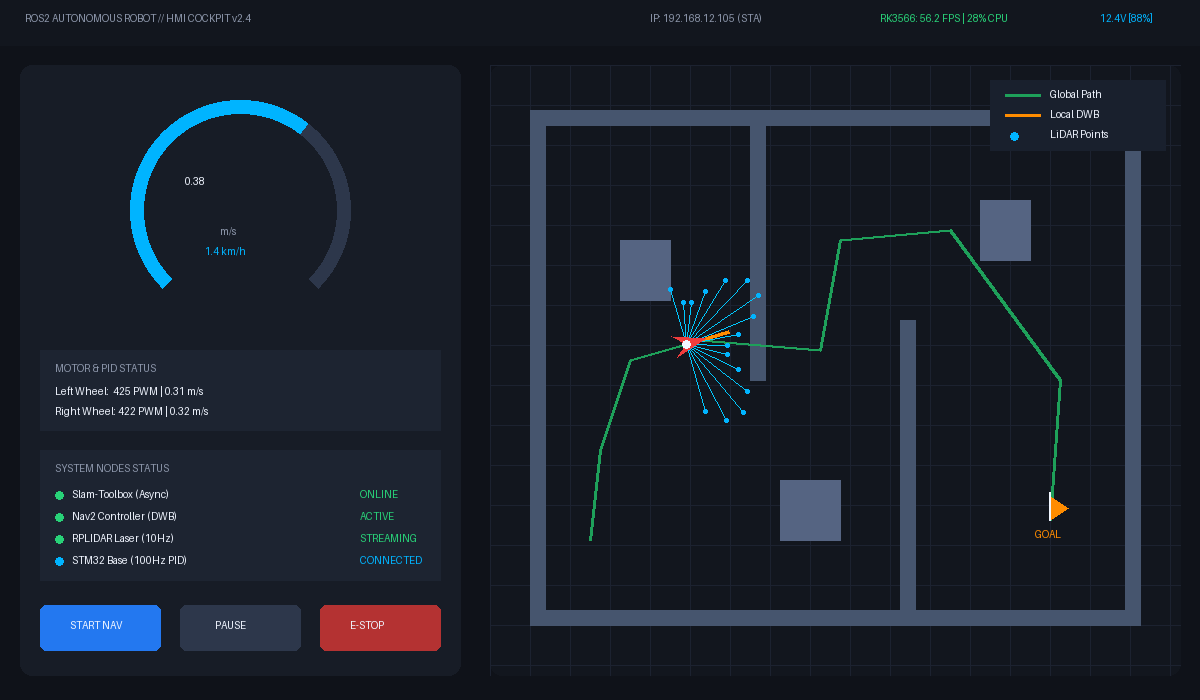 ROS2 AUTONOMOUS ROBOT // HMI COCKPIT v2.4
IP: 192.168.12.105 (STA)
RK3566: 56.2 FPS | 28% CPU
12.4V [88%]
0.38
m/s
1.4 km/h
MOTOR & PID STATUS
Left Wheel: 425 PWM | 0.31 m/s
Right Wheel: 422 PWM | 0.32 m/s
SYSTEM NODES STATUS
Slam-Toolbox (Async) ONLINE
Nav2 Controller (DWB) ACTIVE
RPLIDAR Laser (10Hz) STREAMING
STM32 Base (100Hz PID) CONNECTED
START NAV
PAUSE
E-STOP
Global Path
Local DWB
LiDAR Points
GOAL